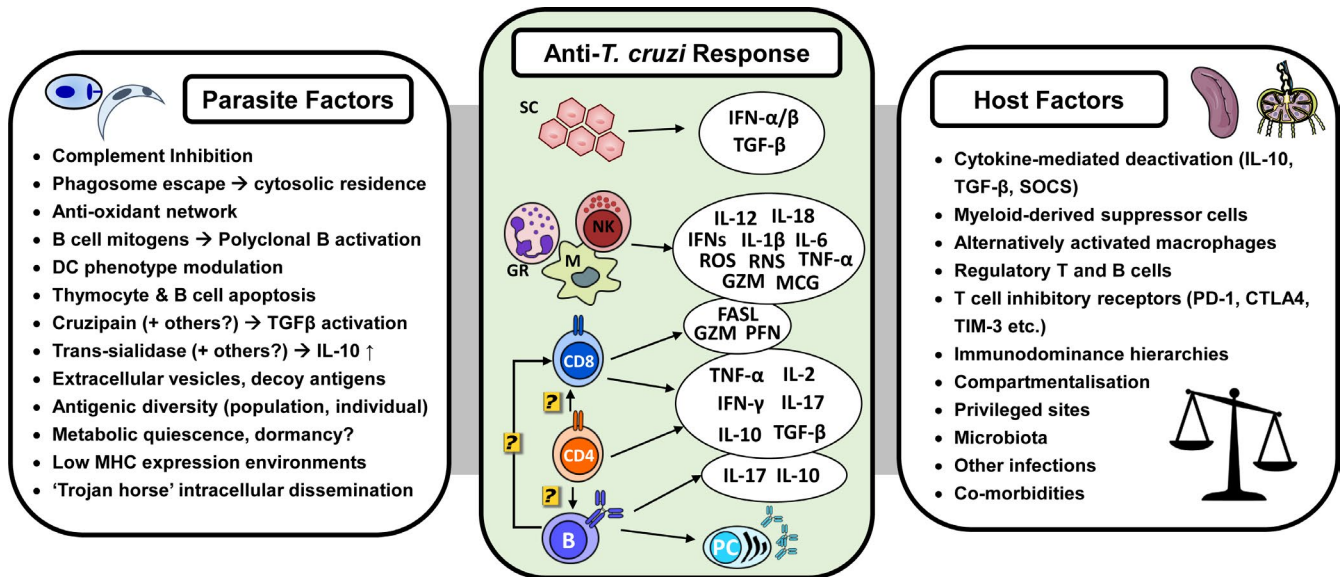 Parasite Factors
• Complement Inhibition
• Phagosome escape → cytosolic residence
• Anti-oxidant network
• B cell mitogens → Polyclonal B activation
• DC phenotype modulation
• Thymocyte & B cell apoptosis
• Cruzipain (+ others?) → TGFβ activation
• Trans-sialidase (+ others?) → IL-10 ↑
• Extracellular vesicles, decoy antigens
• Antigenic diversity (population, individual)
• Metabolic quiescence, dormancy?
• Low MHC expression environments
• ‘Trojan horse’ intracellular dissemination
Anti-T. cruzi Response
SC
IFN-α/β
TGF-β
GR
NK
M
IL-12 IL-18
IFNs IL-1β IL-6
ROS RNS TNF-α
GZM MCG
CD8
FASL
GZM PFN
TNF-α IL-2
IFN-γ IL-17
IL-10 TGF-β
?
?
CD4
?
IL-17 IL-10
B
PC
Host Factors
• Cytokine-mediated deactivation (IL-10,
TGF-β, SOCS)
• Myeloid-derived suppressor cells
• Alternatively activated macrophages
• Regulatory T and B cells
• T cell inhibitory receptors (PD-1, CTLA4,
TIM-3 etc.)
• Immunodominance hierarchies
• Compartmentalisation
• Privileged sites
• Microbiota
• Other infections
• Co-morbidities